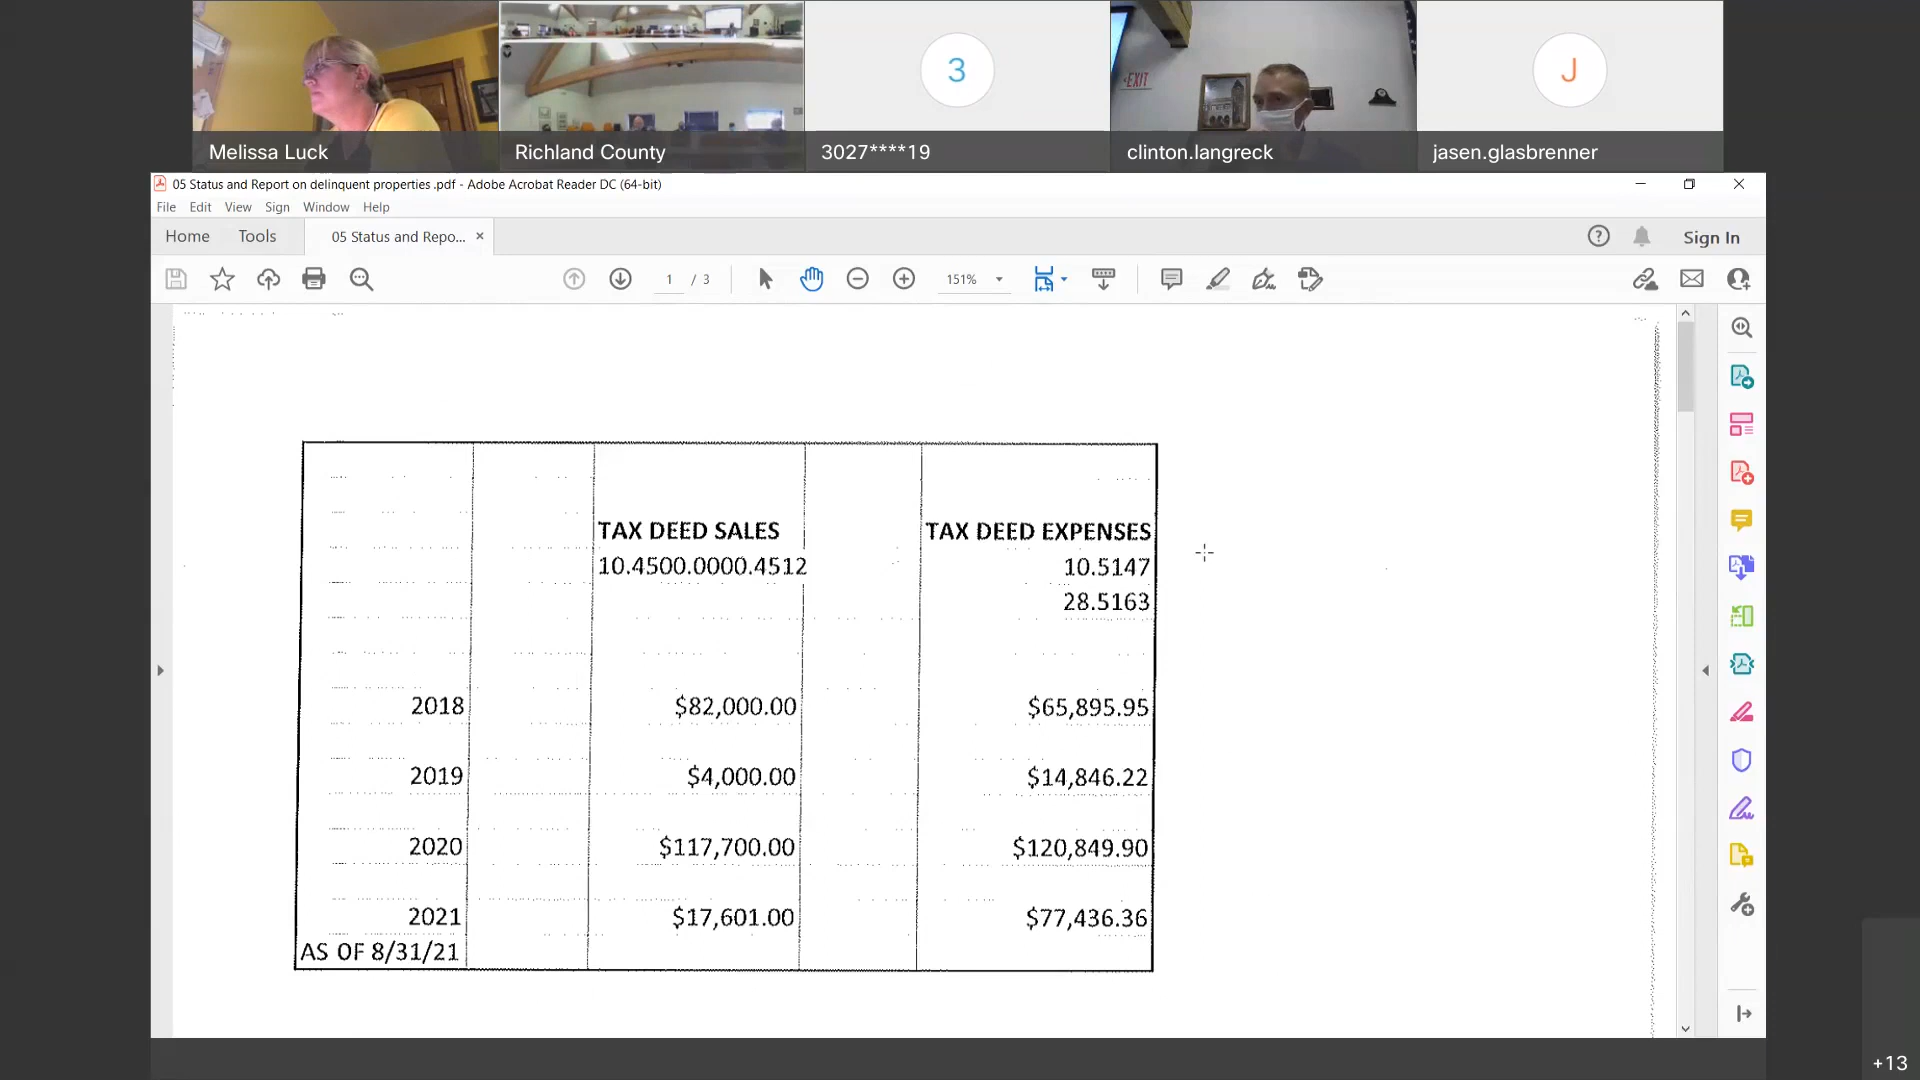 3
J
EXIT
Melissa Luck
Richland County
3027****19
clinton.langreck
jasen.glasbrenner
05 Status and Report on delinquent properties .pdf - Adobe Acrobat Reader DC (64-bit)
File Edit View Sign Window Help
Home Tools 05 Status and Repo... × Sign In
1 / 3 151%
TAX DEED SALES TAX DEED EXPENSES
10.4500.0000.4512 10.5147
28.5163
2018 $82,000.00 $65,895.95
2019 $4,000.00 $14,846.22
2020 $117,700.00 $120,849.90
2021 $17,601.00 $77,436.36
AS OF 8/31/21
+13